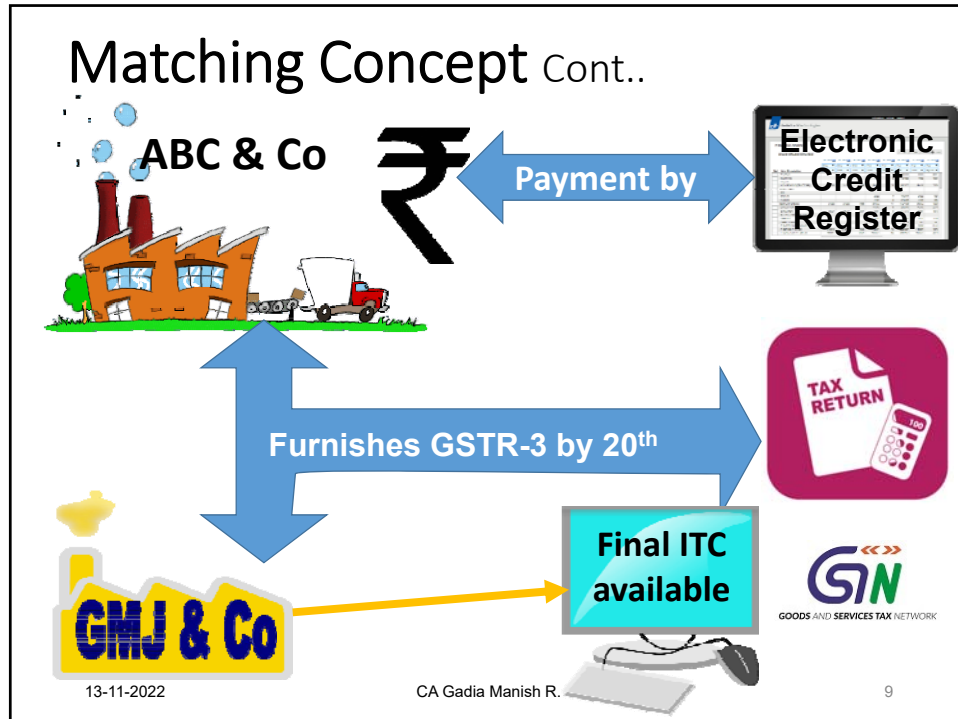 Matching Concept Cont..
ABC & Co
₹
Payment by
Electronic
Credit
Register
TAX
RETURN
100
Furnishes GSTR-3 by 20th
Final ITC
available
GSTN
GOODS AND SERVICES TAX NETWORK
GMJ & Co
13-11-2022
CA Gadia Manish R.
9